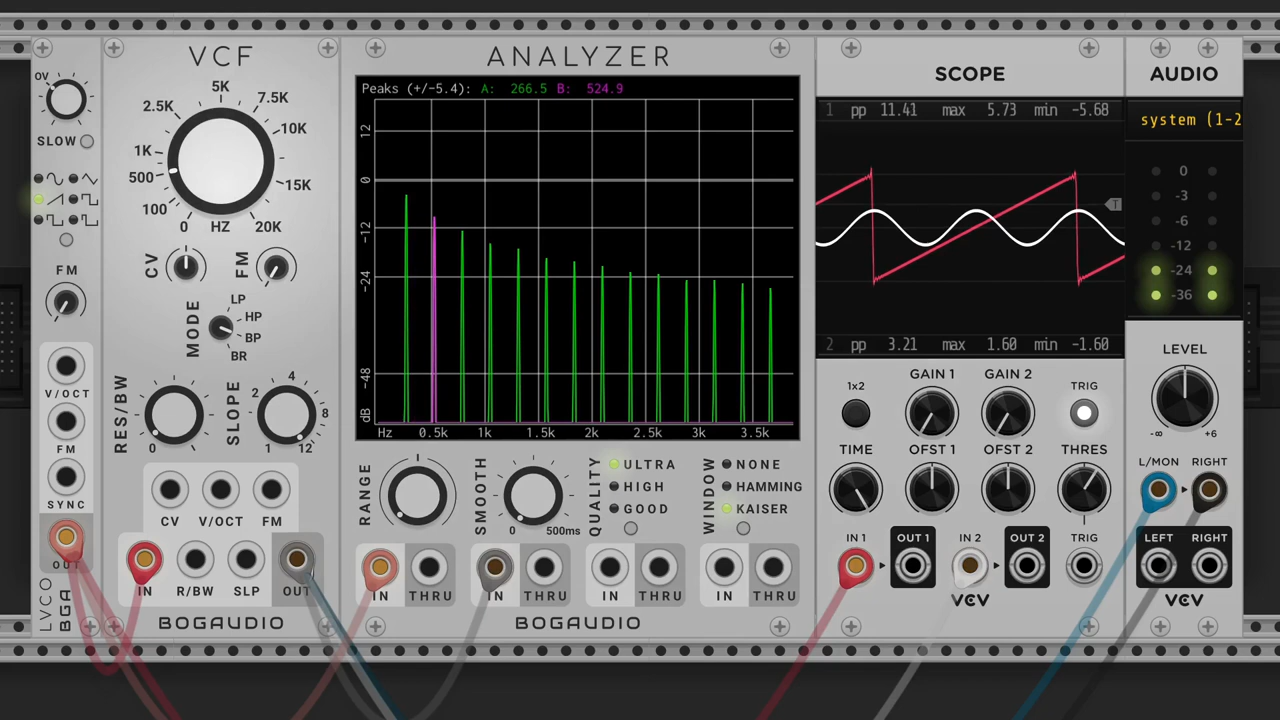 0V
SLOW
FM
V/OCT
FM
SYNC
OUT
LVCO
BGA
VCF
5K
2.5K
7.5K
1K
10K
500
15K
100
0
HZ
20K
CV
FM
MODE
LP
HP
BP
BR
RES/BW
0
SLOPE
4
2
8
1
12
CV
V/OCT
FM
IN
R/BW
SLP
OUT
BOGAUDIO
ANALYZER
Peaks (+/-5.4): A: 266.5 B: 524.9
12
0
-12
-24
-48
dB
Hz 0.5k 1k 1.5k 2k 2.5k 3k 3.5k
RANGE
SMOOTH
0
500ms
QUALITY
ULTRA
HIGH
GOOD
WINDOW
NONE
HAMMING
KAISER
IN
THRU
IN
THRU
IN
THRU
IN
THRU
BOGAUDIO
SCOPE
1 pp 11.41 max 5.73 min -5.68
T
2 pp 3.21 max 1.60 min -1.60
1x2
GAIN 1
GAIN 2
TRIG
TIME
OFST 1
OFST 2
THRES
IN 1
OUT 1
IN 2
OUT 2
TRIG
VCV
AUDIO
system (1-2
0
-3
-6
-12
-24
-36
LEVEL
-∞
+6
L/MON
RIGHT
LEFT
RIGHT
VCV